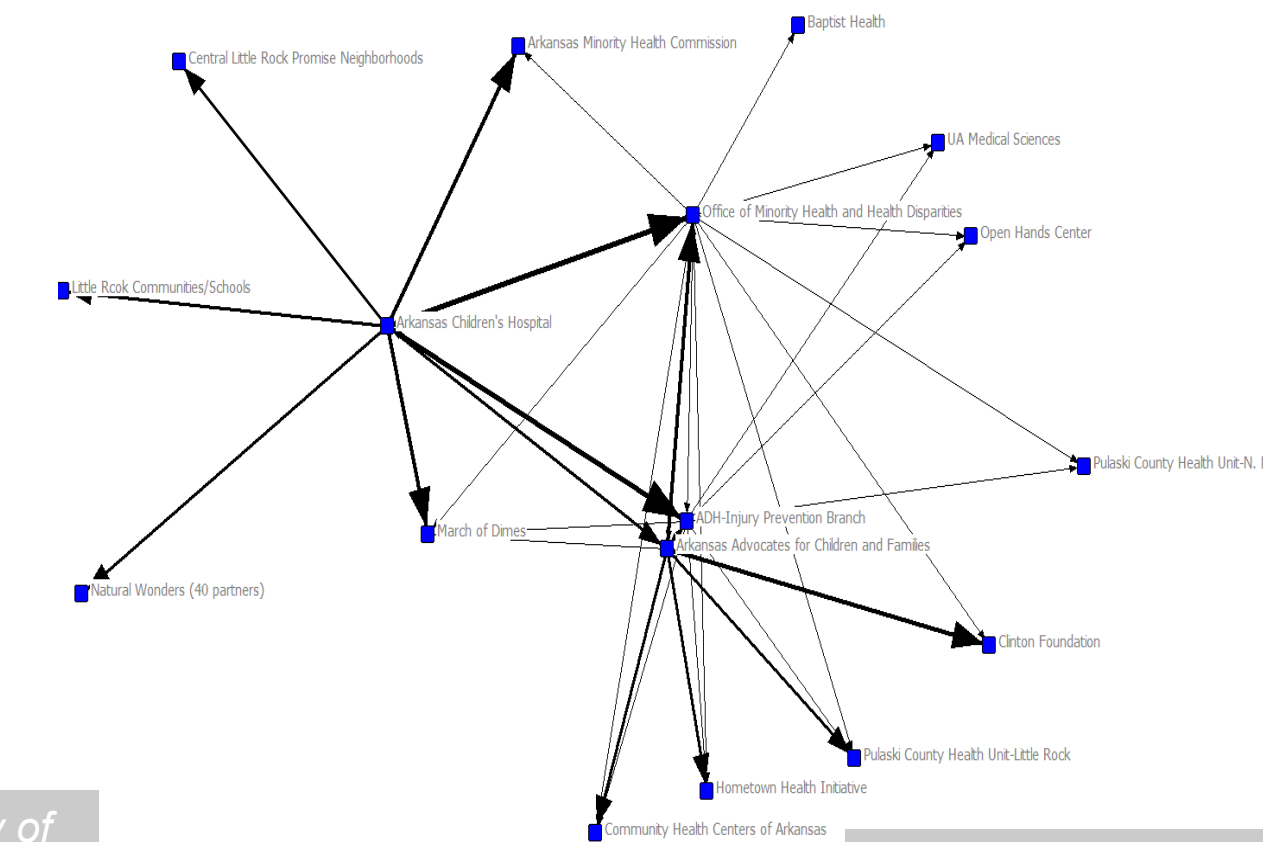 Baptist Health
Arkansas Minority Health Commission
Central Little Rock Promise Neighborhoods
UA Medical Sciences
Office of Minority Health and Health Disparities
Open Hands Center
Little Rcok Communities/Schools
Arkansas Children's Hospital
Pulaski County Health Unit-N.
ADH-Injury Prevention Branch
March of Dimes
Arkansas Advocates for Children and Families
Natural Wonders (40 partners)
Clinton Foundation
Pulaski County Health Unit-Little Rock
Hometown Health Initiative
Community Health Centers of Arkansas
of